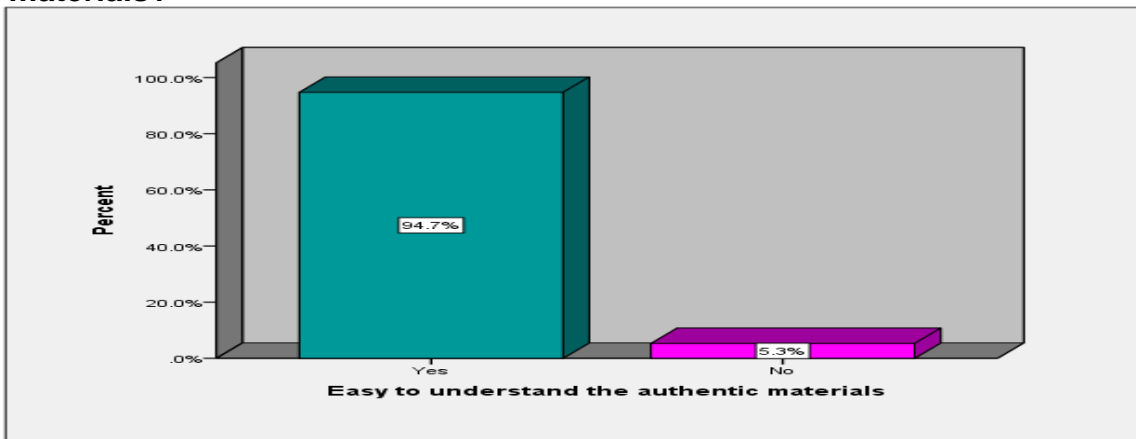 100.0%
80.0%
60.0%
40.0%
20.0%
.0%
Percent
94.7%
5.3%
Yes No
Easy to understand the authentic materials